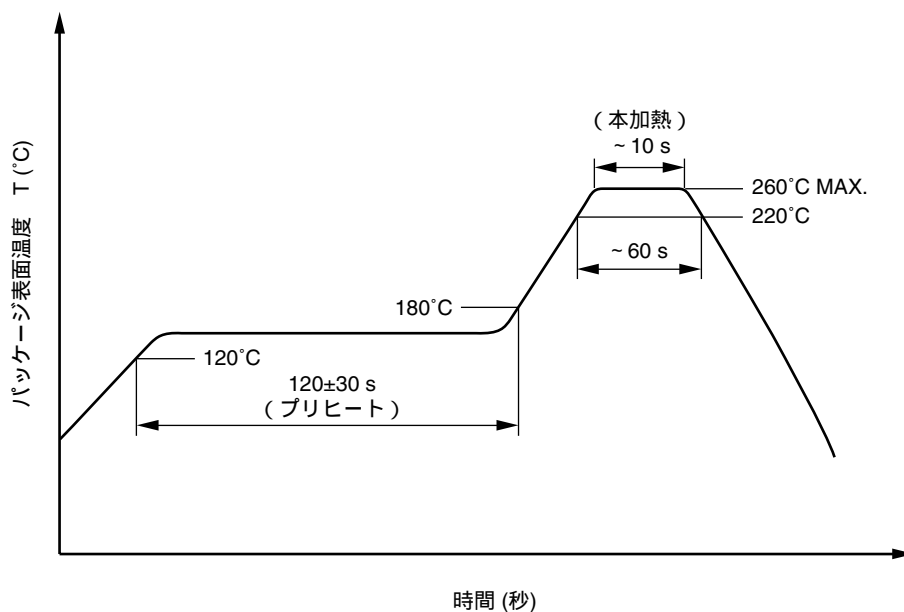 (本加熱)
~ 10 s
260˚C MAX.
220˚C
~ 60 s
180˚C
120˚C
120±30 s
(プリヒート)
パッケージ表面温度 T (˚C)
時間 (秒)